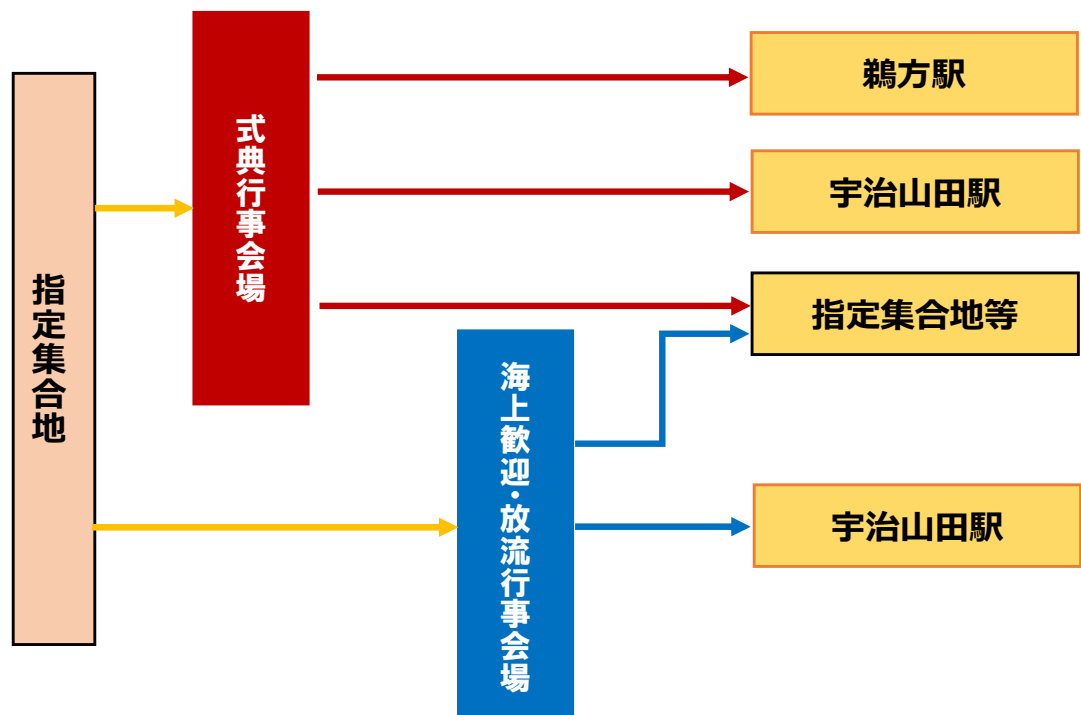 指定集合地
式典行事会場
海上歓迎・放流行事会場
鵜方駅
宇治山田駅
指定集合地等
宇治山田駅